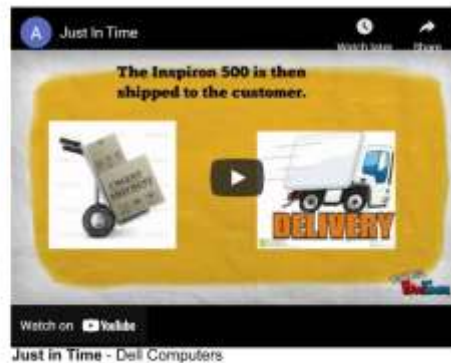 A Just In Time
Watch later Share
The Inspiron 500 is then
shipped to the customer.
DELIVERY
Watch on YouTube
Just in Time - Dell Computers